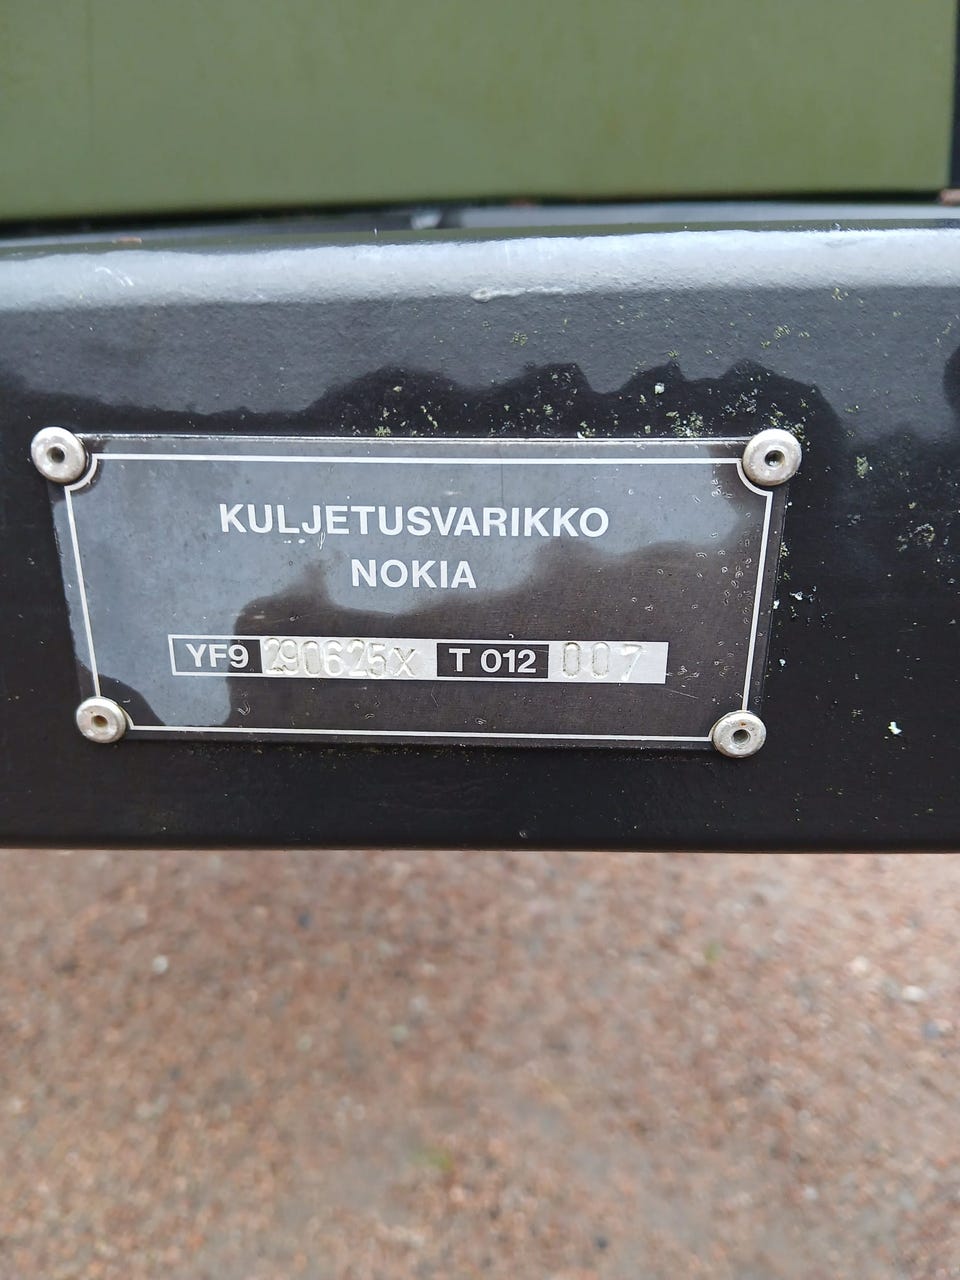 KULJETUSVARIKKO
NOKIA
YF9 290625X T 012 007